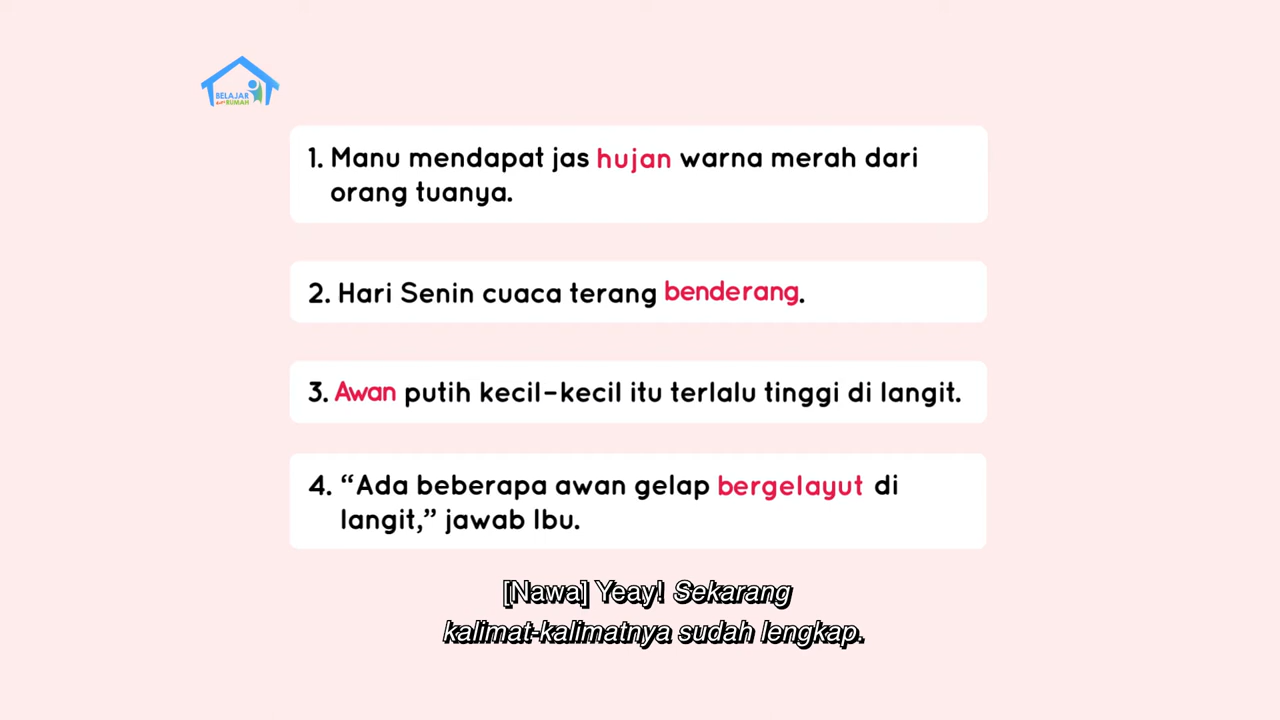 BELAJAR
dari RUMAH
1. Manu mendapat jas hujan warna merah dari
orang tuanya.
2. Hari Senin cuaca terang benderang.
3. Awan putih kecil-kecil itu terlalu tinggi di langit.
4. “Ada beberapa awan gelap bergelayut di
langit,” jawab Ibu.
[Nawa] Yeay! Sekarang
kalimat-kalimatnya sudah lengkap.